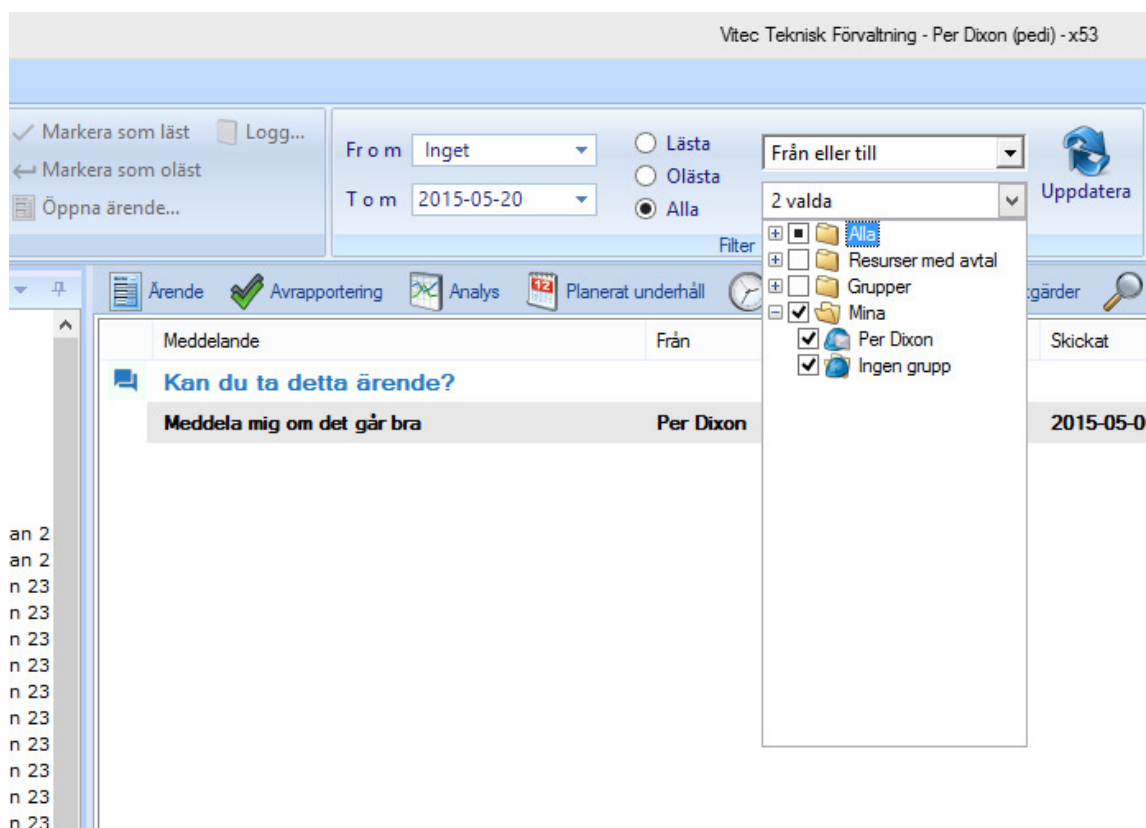 Vitec Teknisk Förvaltning - Per Dixon (pedi) - x53
Markera som läst
Logg...
Markera som oläst
Öppna ärende...
Fr o m
Inget
T o m
2015-05-20
Lästa
Olästa
Alla
Från eller till
2 valda
Uppdatera
Filter
Alla
Resurser med avtal
Grupper
Mina
Per Dixon
Ingen grupp
Ärende
Avrapportering
Analys
12
Planerat underhåll
gärder
Meddelande
Från
Skickat
Kan du ta detta ärende?
Meddela mig om det går bra
Per Dixon
2015-05-0
an 2
an 2
n 23
n 23
n 23
n 23
n 23
n 23
n 23
n 23
n 23
n 23